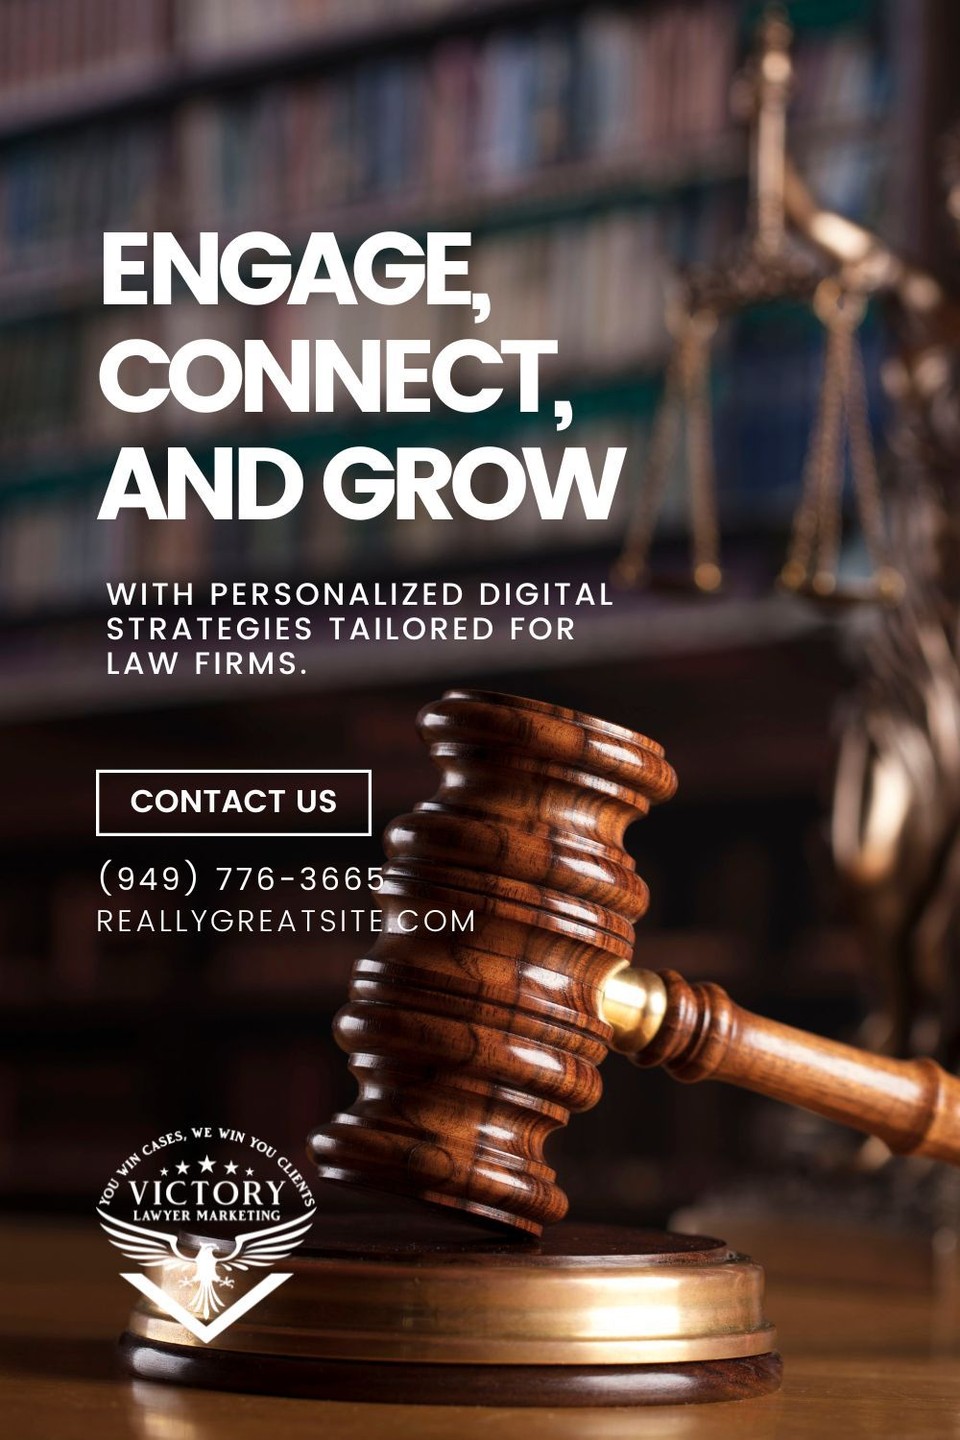 ENGAGE,
CONNECT,
AND GROW
WITH PERSONALIZED DIGITAL
STRATEGIES TAILORED FOR
LAW FIRMS.
CONTACT US
(949) 776-3665
REALLYGREATSITE.COM
YOU WIN CASES, WE WIN YOU CLIENTS
VICTORY
LAWYER MARKETING